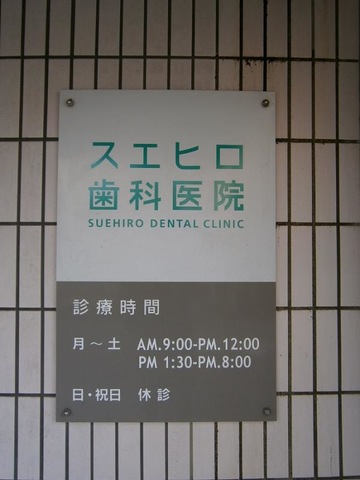 スエヒロ
歯科医院
SUEHIRO DENTAL CLINIC
診療時間
月～土 AM.9:00-PM.12:00
PM 1:30-PM.8:00
日・祝日 休診